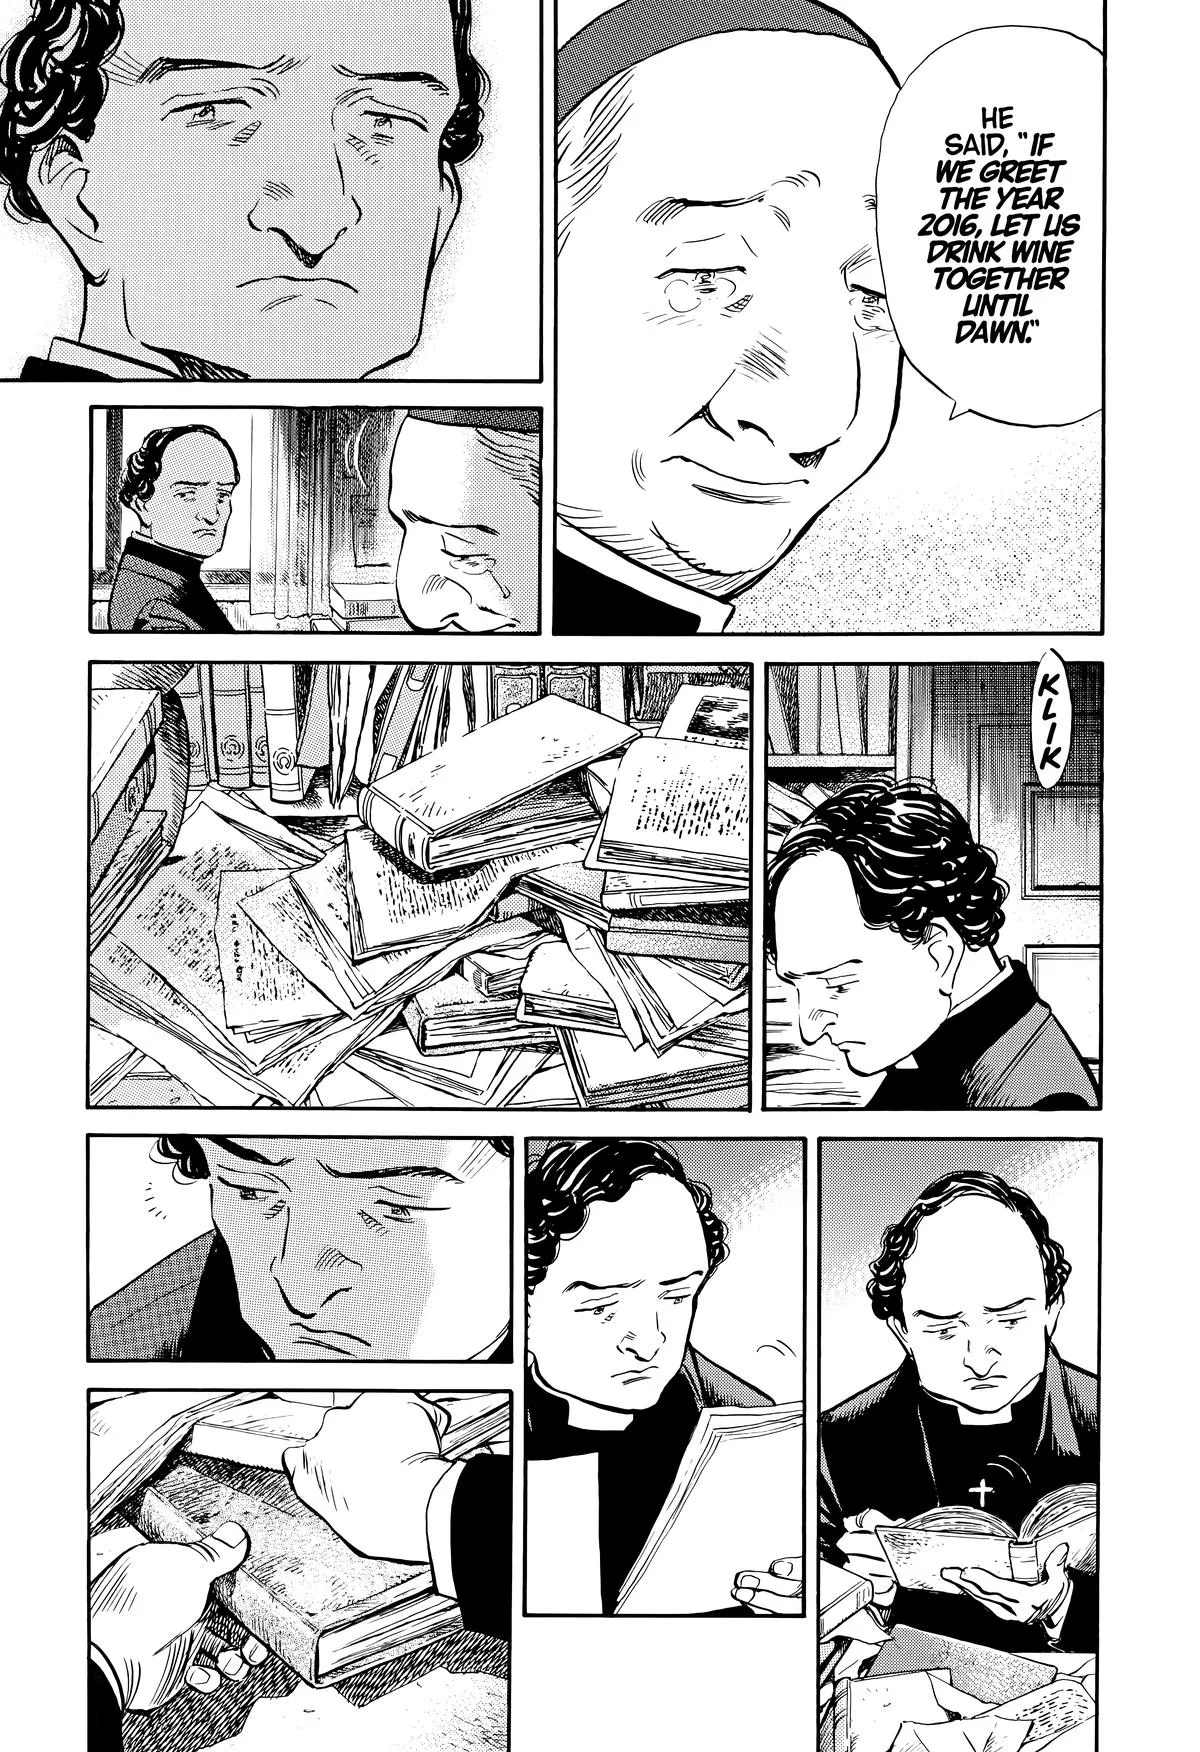 HE
SAID, "IF
WE GREET
THE YEAR
2016, LET US
DRINK WINE
TOGETHER
UNTIL
DAWN."
KLIK